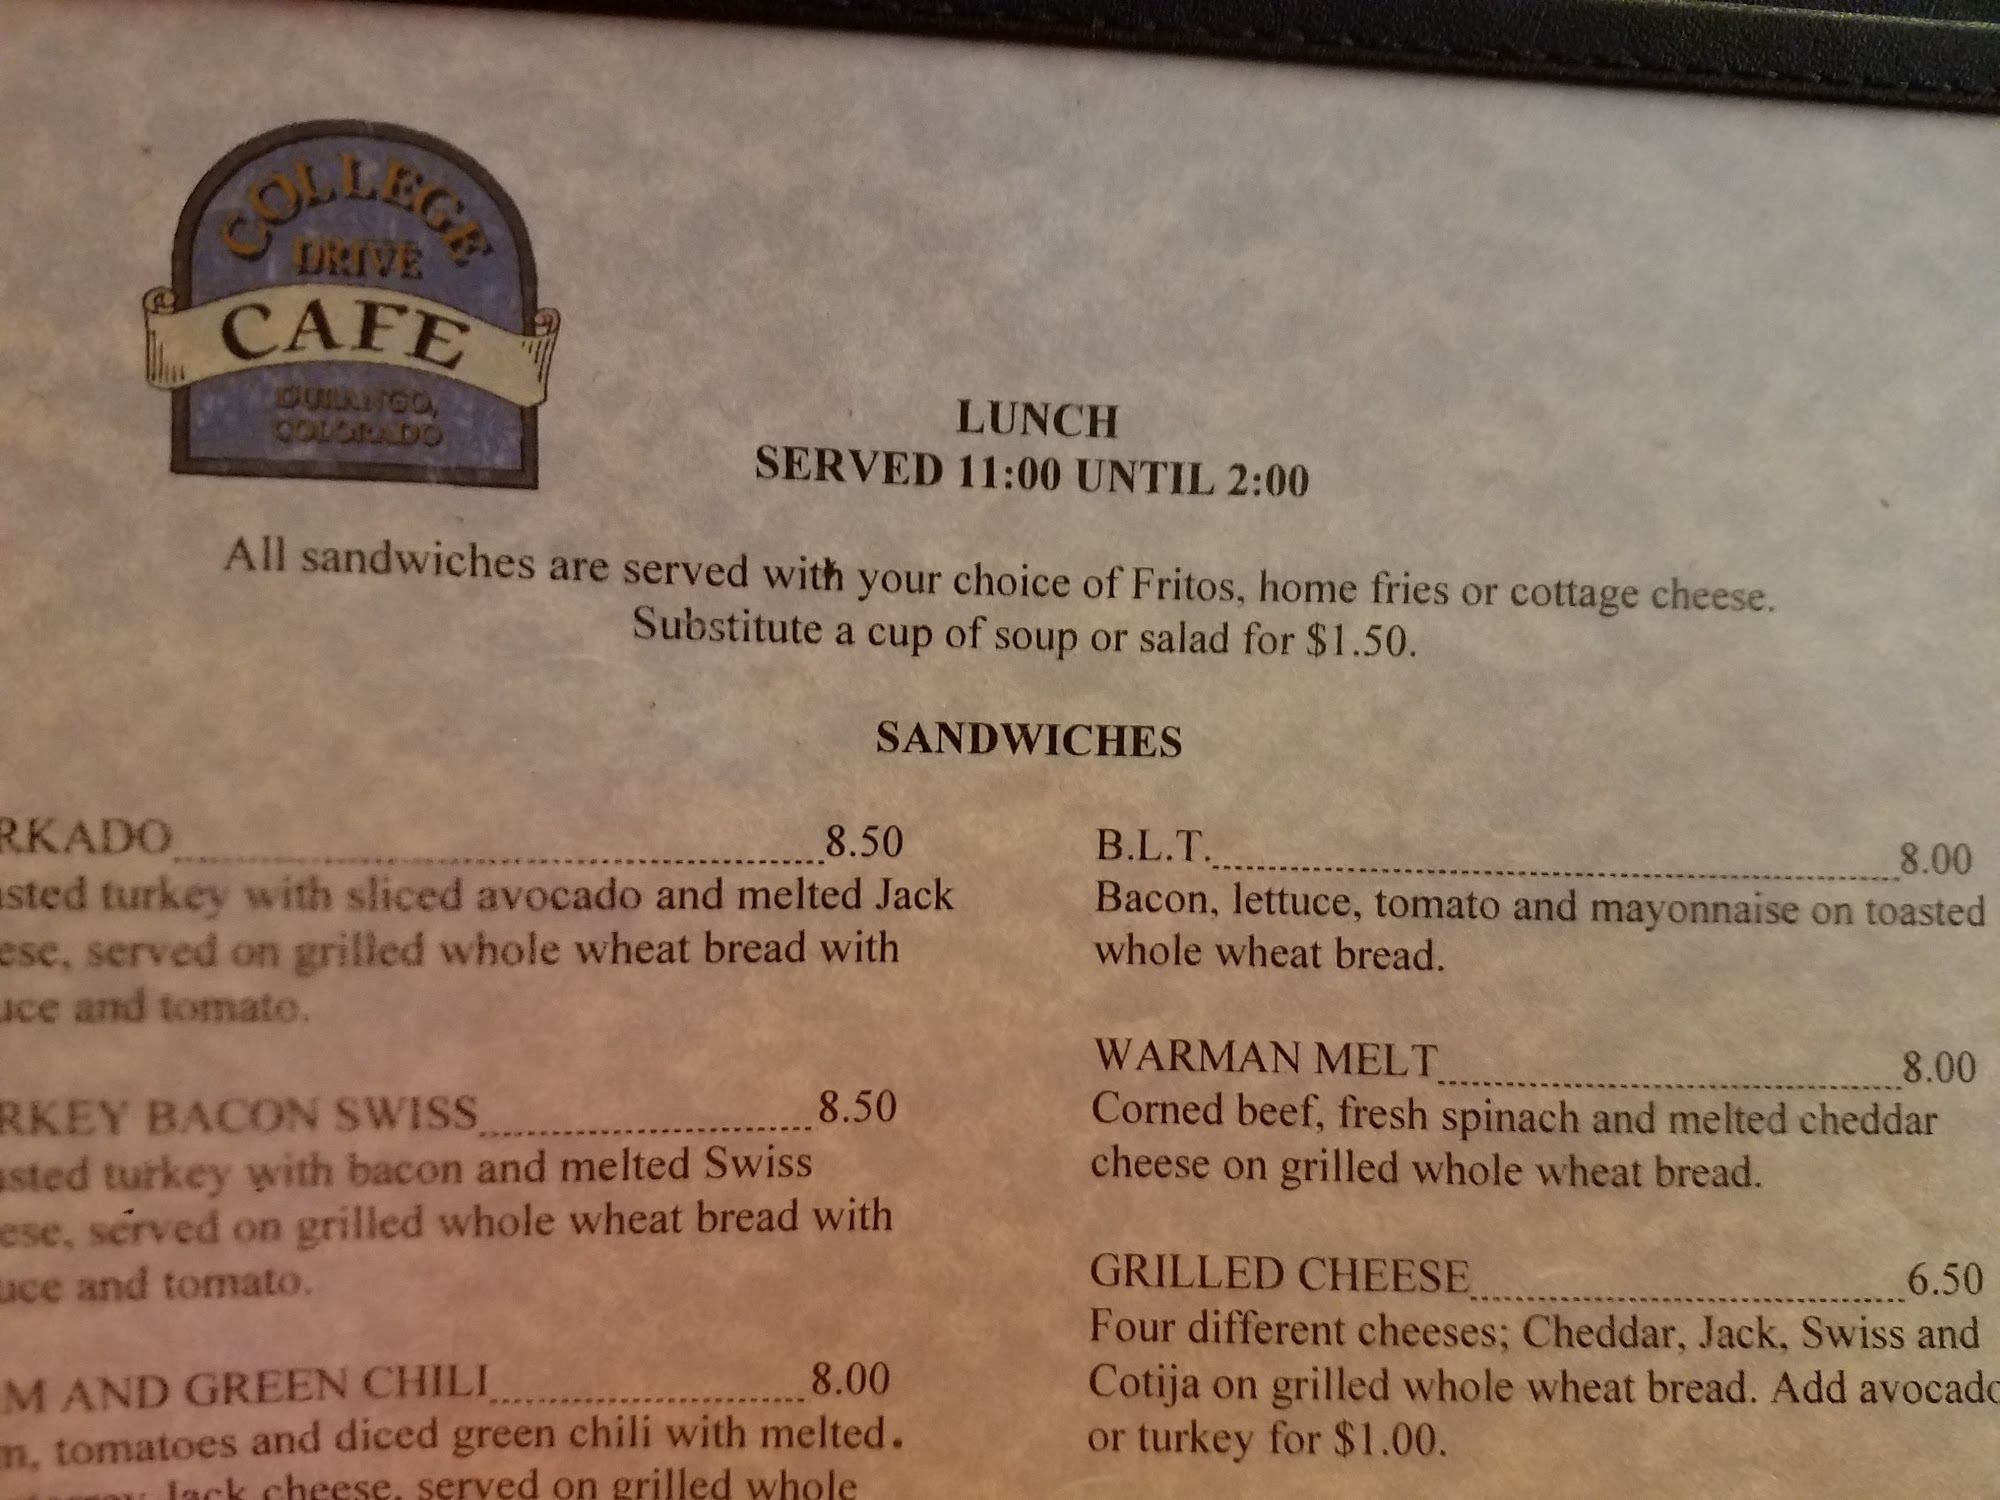 COLLEGE
DRIVE
CAFE
DURANGO,
COLORADO
LUNCH
SERVED 11:00 UNTIL 2:00
All sandwiches are served with your choice of Fritos, home fries or cottage cheese.
Substitute a cup of soup or salad for $1.50.
SANDWICHES
RKADO 8.50
asted turkey with sliced avocado and melted Jack
ese, served on grilled whole wheat bread with
uce and tomato.
RKEY BACON SWISS 8.50
asted turkey with bacon and melted Swiss
ese, served on grilled whole wheat bread with
uce and tomato.
M AND GREEN CHILI 8.00
m, tomatoes and diced green chili with melted.
Jack cheese, served on grilled whole
B.L.T. 8.00
Bacon, lettuce, tomato and mayonnaise on toasted
whole wheat bread.
WARMAN MELT 8.00
Corned beef, fresh spinach and melted cheddar
cheese on grilled whole wheat bread.
GRILLED CHEESE 6.50
Four different cheeses; Cheddar, Jack, Swiss and
Cotija on grilled whole wheat bread. Add avocado
or turkey for $1.00.